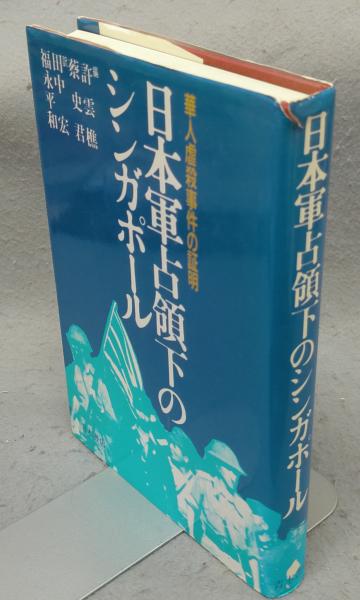 日本軍占領下の
シンガポール
華人虐殺事件の証明
許雲樵
蔡史君
田中宏
福永平和
日本軍占領下のシンガポール